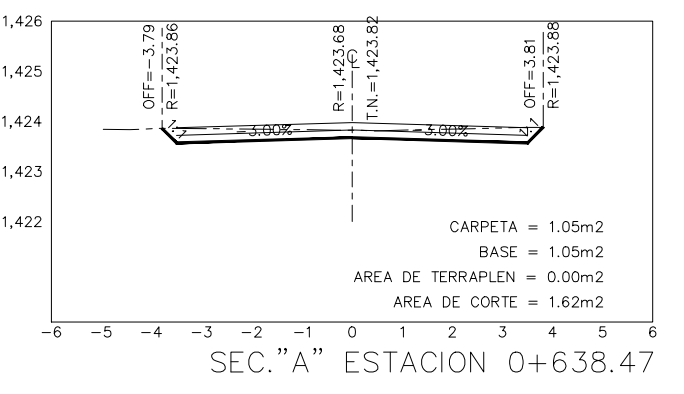 1,426
1,425
1,424
1,423
1,422
OFF=-3.79
R=1,423.86
R=1,423.68
T.N.=1,423.82
OFF=3.81
R=1,423.88
-3.00%
-3.00%
CARPETA = 1.05m2
BASE = 1.05m2
AREA DE TERRAPLEN = 0.00m2
AREA DE CORTE = 1.62m2
-6 -5 -4 -3 -2 -1 0 1 2 3 4 5 6
SEC."A" ESTACION 0+638.47